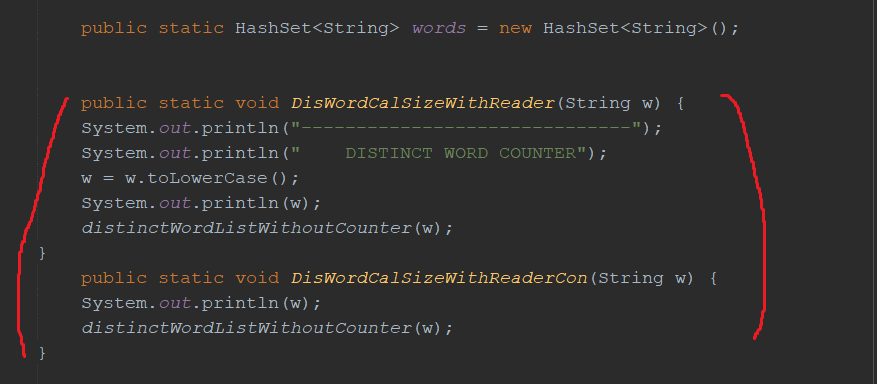 public static HashSet<String> words = new HashSet<String>();
public static void DisWordCalSizeWithReader(String w) {
System.out.println("------------------------------");
System.out.println("    DISTINCT WORD COUNTER");
w = w.toLowerCase();
System.out.println(w);
distinctWordListWithoutCounter(w);
}
public static void DisWordCalSizeWithReaderCon(String w) {
System.out.println(w);
distinctWordListWithoutCounter(w);
}